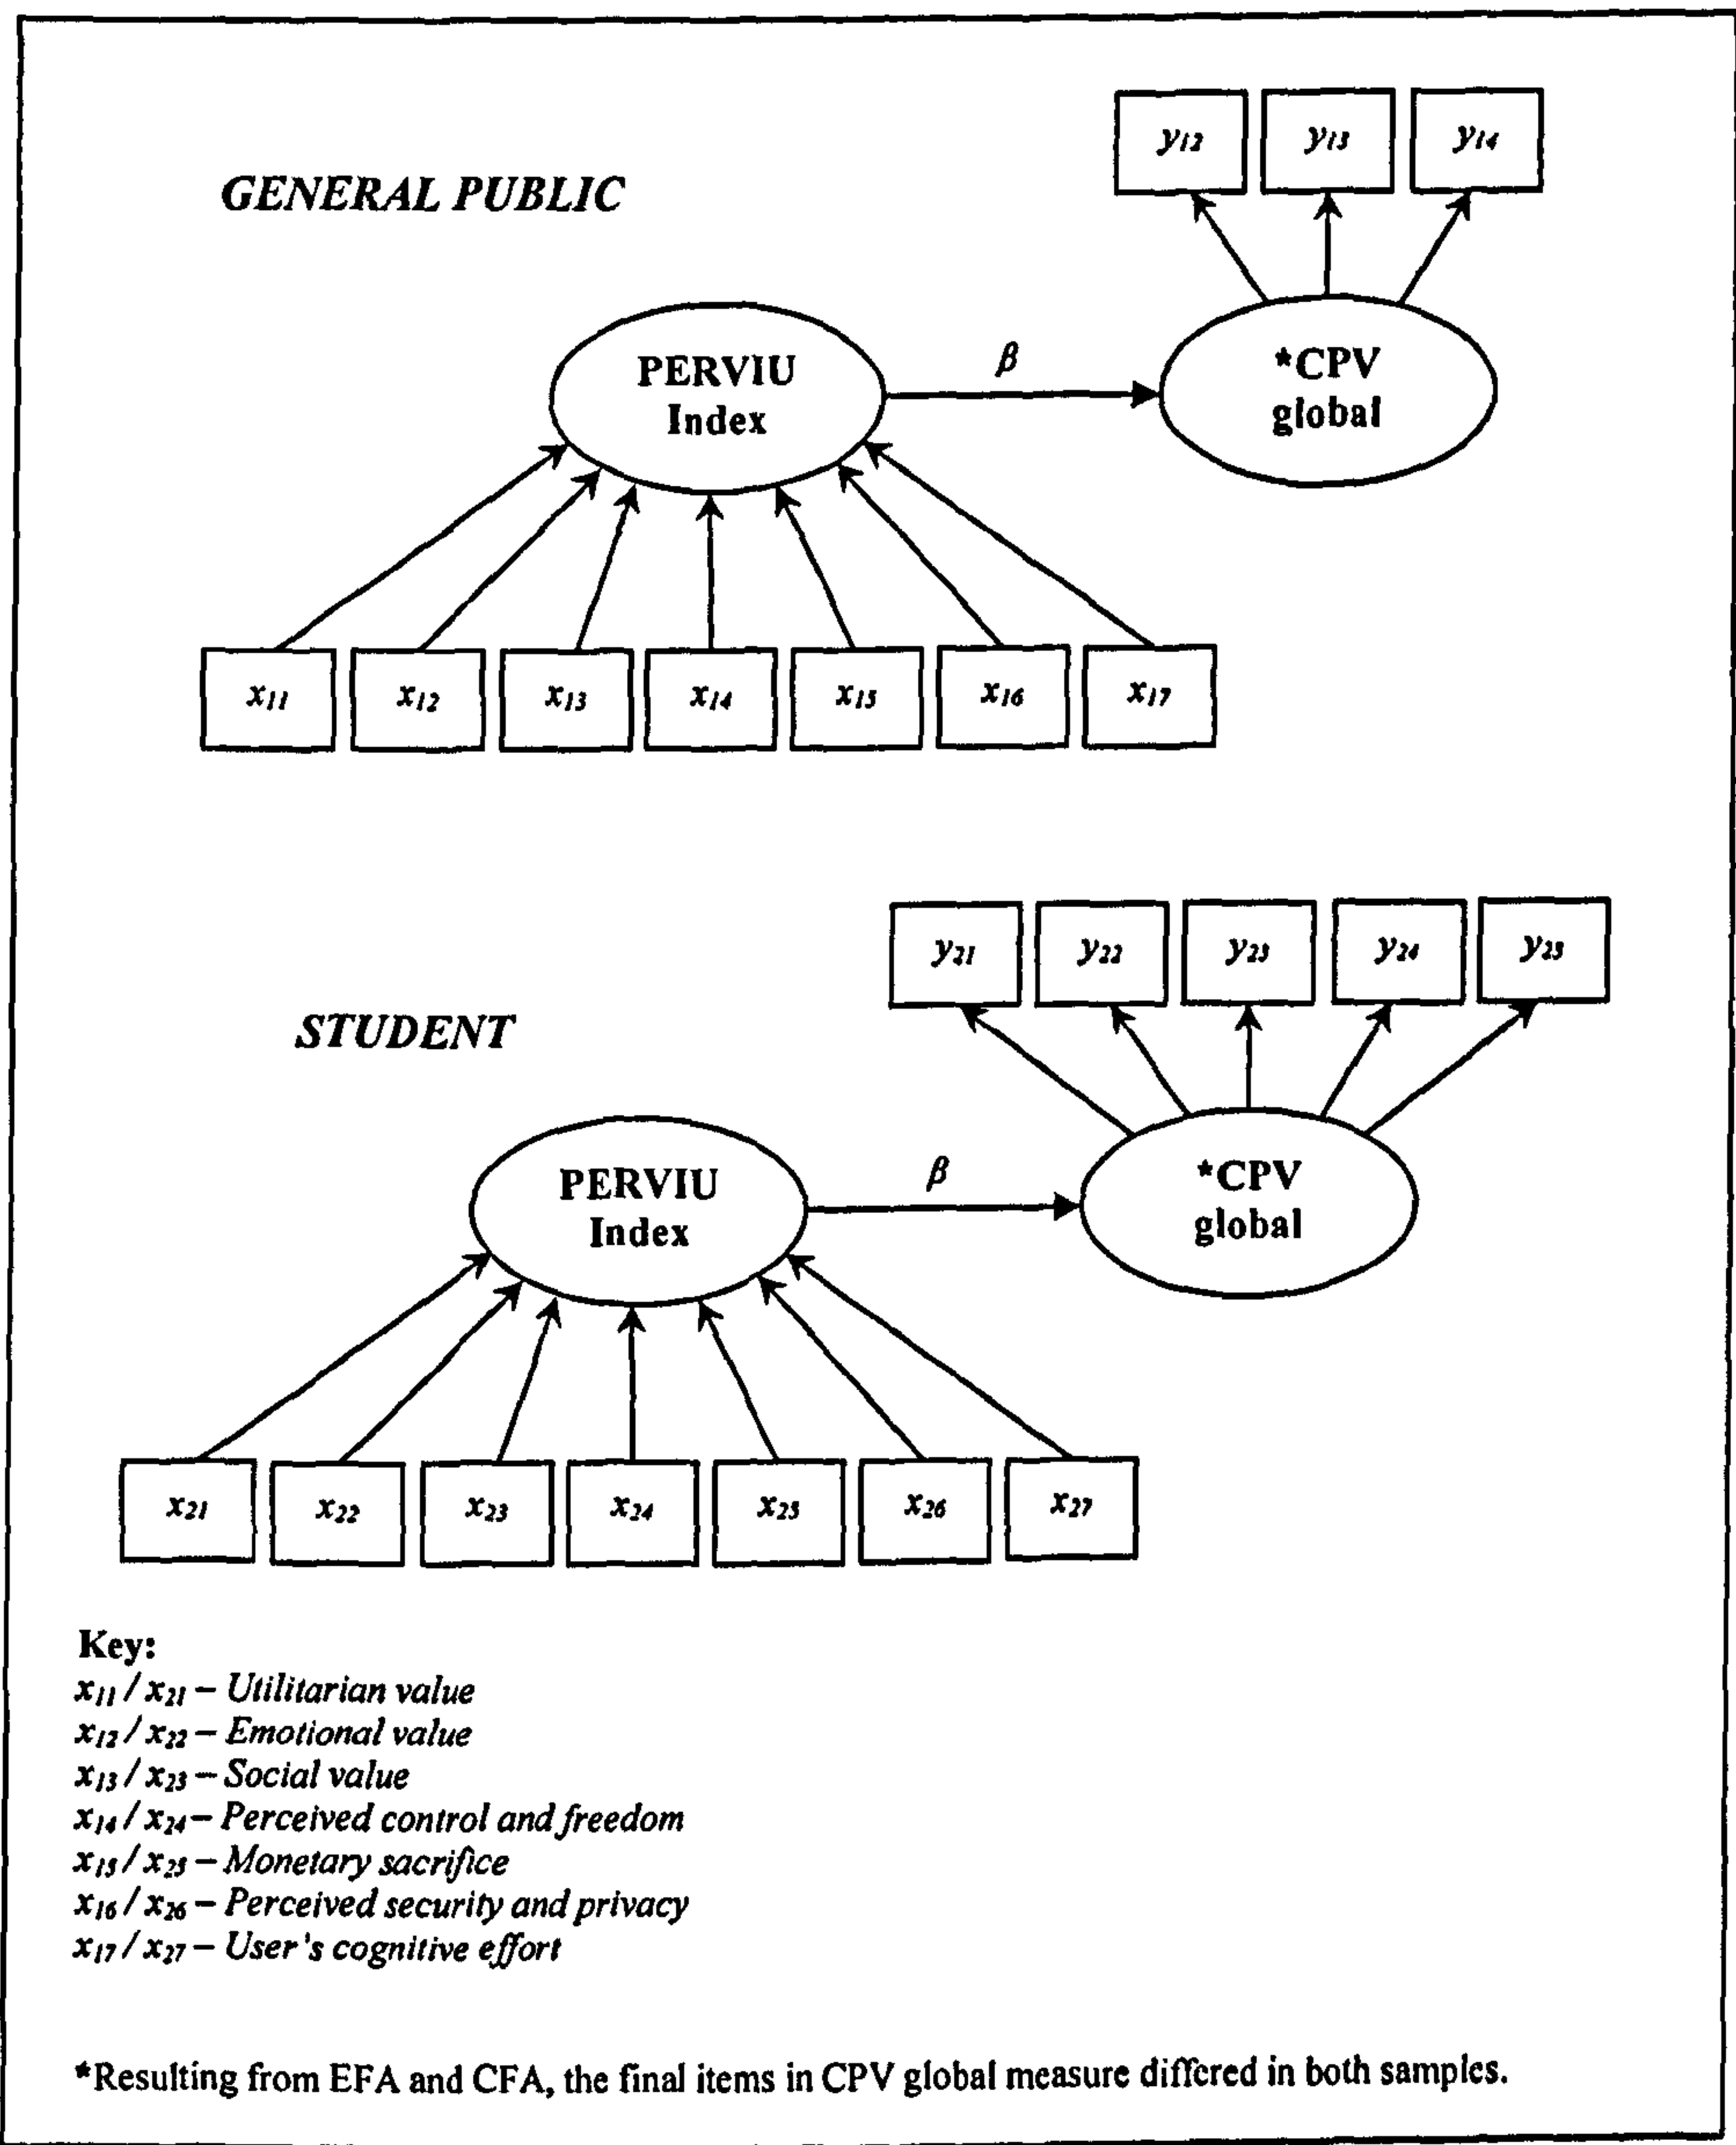 y₁₂ y₁₃ y₁₄
GENERAL PUBLIC
PERVIU
Index
β
*CPV
global
x₁₁ x₁₂ x₁₃ x₁₄ x₁₅ x₁₆ x₁₇
y₂₁ y₂₂ y₂₃ y₂₄ y₂₅
STUDENT
PERVIU
Index
β
*CPV
global
x₂₁ x₂₂ x₂₃ x₂₄ x₂₅ x₂₆ x₂₇
Key:
x₁₁ / x₂₁ – Utilitarian value
x₁₂ / x₂₂ – Emotional value
x₁₃ / x₂₃ – Social value
x₁₄ / x₂₄ – Perceived control and freedom
x₁₅ / x₂₅ – Monetary sacrifice
x₁₆ / x₂₆ – Perceived security and privacy
x₁₇ / x₂₇ – User's cognitive effort
*Resulting from EFA and CFA, the final items in CPV global measure differed in both samples.